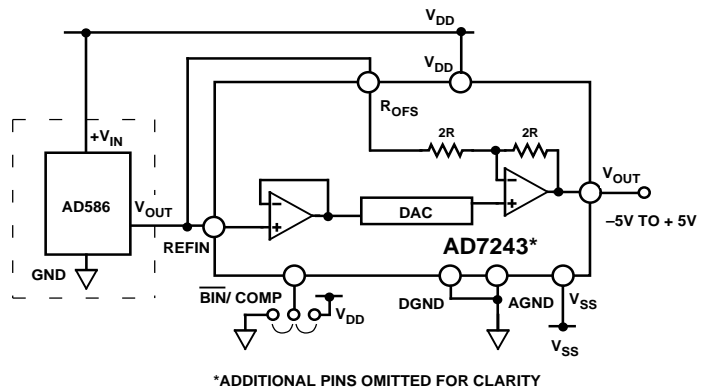 VDD
VDD
ROFS
+VIN
2R
2R
AD586
VOUT
VOUT
DAC
–5V TO + 5V
REFIN
AD7243*
GND
BIN/ COMP
DGND
AGND
VSS
VDD
VSS
*ADDITIONAL PINS OMITTED FOR CLARITY